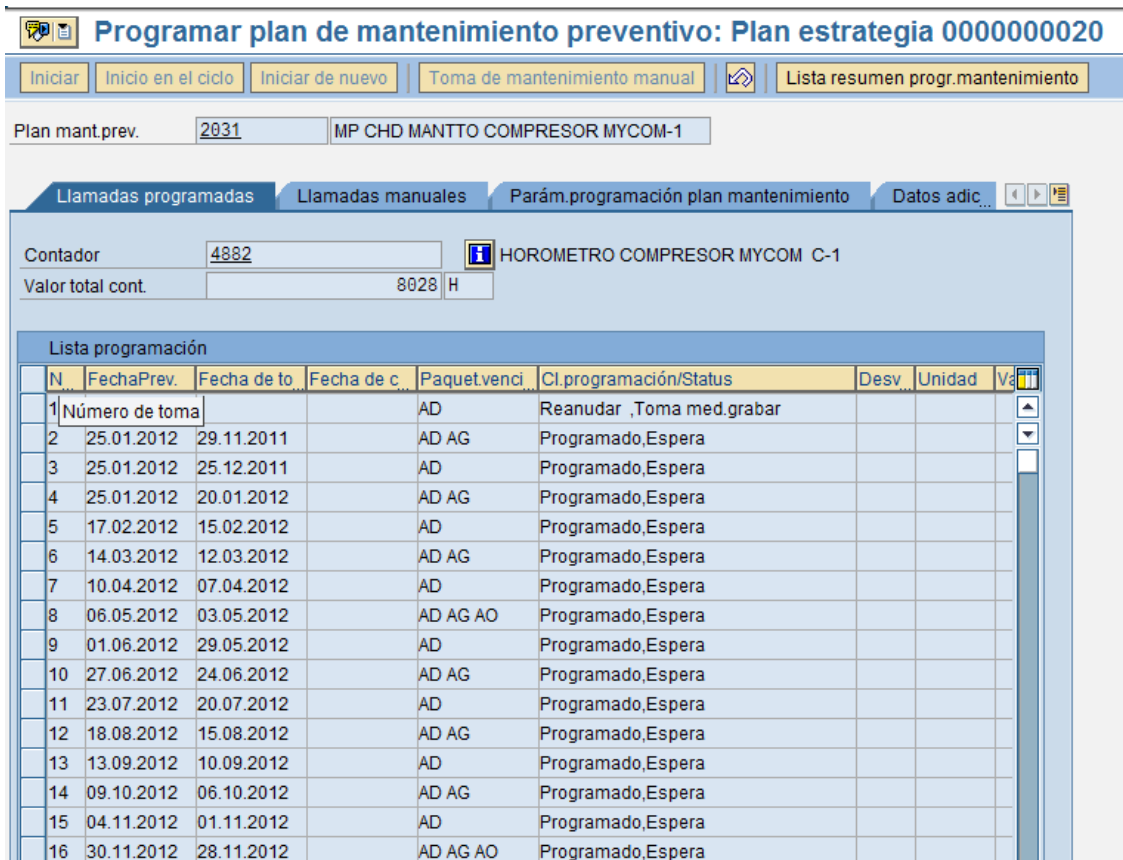 Programar plan de mantenimiento preventivo: Plan estrategia 0000000020
Iniciar Inicio en el ciclo Iniciar de nuevo Toma de mantenimiento manual Lista resumen progr.mantenimiento
Plan mant.prev. 2031 MP CHD MANTTO COMPRESOR MYCOM-1
Llamadas programadas Llamadas manuales Parám.programación plan mantenimiento Datos adic...
Contador 4882 HOROMETRO COMPRESOR MYCOM C-1
Valor total cont. 8028 H
Lista programación
N... FechaPrev. Fecha de to... Fecha de c... Paquet.venci... Cl.programación/Status Desv... Unidad Va
1 Número de toma AD Reanudar ,Toma med.grabar
2 25.01.2012 29.11.2011 AD AG Programado,Espera
3 25.01.2012 25.12.2011 AD Programado,Espera
4 25.01.2012 20.01.2012 AD AG Programado,Espera
5 17.02.2012 15.02.2012 AD Programado,Espera
6 14.03.2012 12.03.2012 AD AG Programado,Espera
7 10.04.2012 07.04.2012 AD Programado,Espera
8 06.05.2012 03.05.2012 AD AG AO Programado,Espera
9 01.06.2012 29.05.2012 AD Programado,Espera
10 27.06.2012 24.06.2012 AD AG Programado,Espera
11 23.07.2012 20.07.2012 AD Programado,Espera
12 18.08.2012 15.08.2012 AD AG Programado,Espera
13 13.09.2012 10.09.2012 AD Programado,Espera
14 09.10.2012 06.10.2012 AD AG Programado,Espera
15 04.11.2012 01.11.2012 AD Programado,Espera
16 30.11.2012 28.11.2012 AD AG AO Programado,Espera